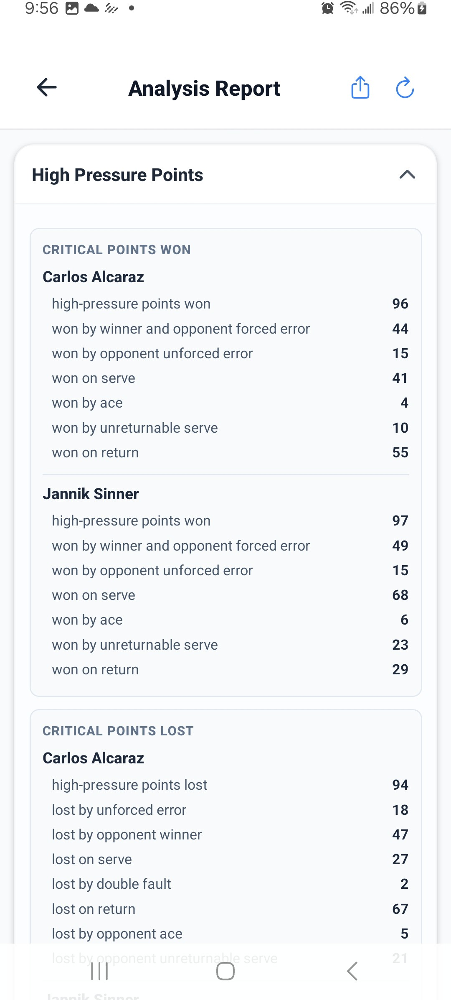 9:56
86%
Analysis Report
High Pressure Points
CRITICAL POINTS WON
Carlos Alcaraz
high-pressure points won 96
won by winner and opponent forced error 44
won by opponent unforced error 15
won on serve 41
won by ace 4
won by unreturnable serve 10
won on return 55
Jannik Sinner
high-pressure points won 97
won by winner and opponent forced error 49
won by opponent unforced error 15
won on serve 68
won by ace 6
won by unreturnable serve 23
won on return 29
CRITICAL POINTS LOST
Carlos Alcaraz
high-pressure points lost 94
lost by unforced error 18
lost by opponent winner 47
lost on serve 27
lost by double fault 2
lost on return 67
lost by opponent ace 5
lost by opponent unreturnable serve 21
Jannik Sinner